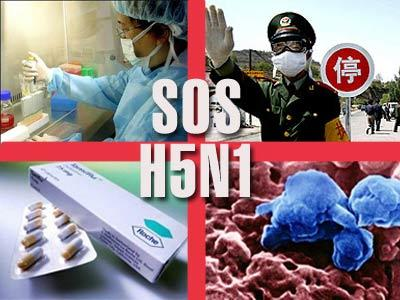 停
SOS
H5N1
Roche